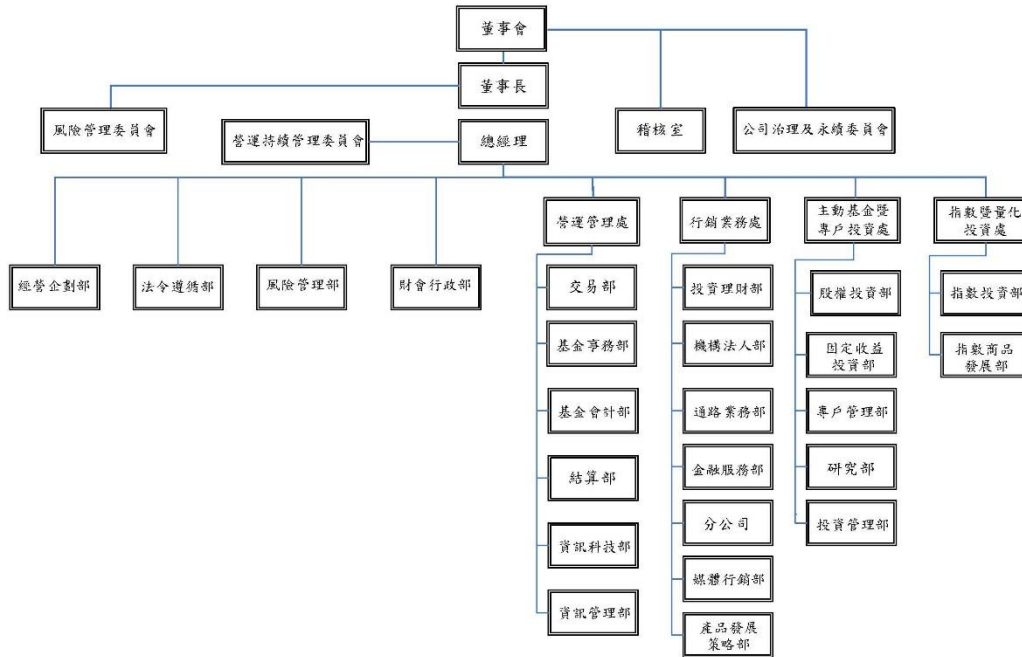 董事會
董事長
風險管理委員會
稽核室
公司治理及永續委員會
營運持續管理委員會
總經理
經營企劃部
法令遵循部
風險管理部
財會行政部
營運管理處
交易部
基金事務部
基金會計部
結算部
資訊科技部
資訊管理部
行銷業務處
投資理財部
機構法人部
通路業務部
金融服務部
分公司
媒體行銷部
產品發展
策略部
主動基金暨
專戶投資處
股權投資部
固定收益
投資部
專戶管理部
研究部
投資管理部
指數暨量化
投資處
指數投資部
指數商品
發展部